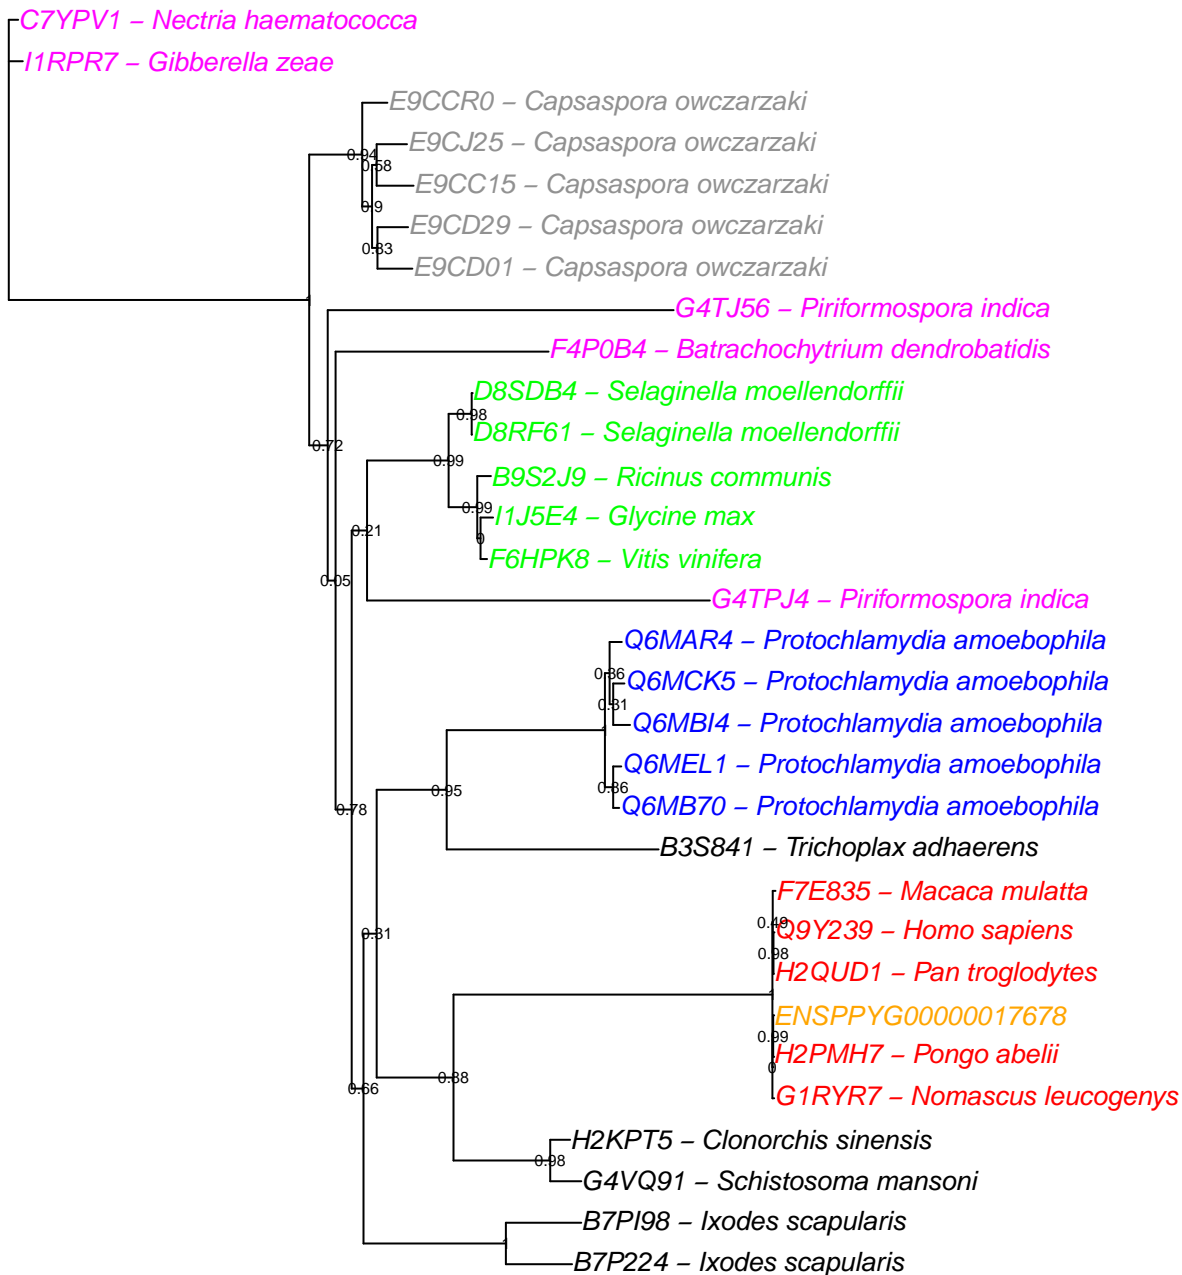 C7YPV1 – Nectria haematococca
I1RPR7 – Gibberella zeae
E9CCR0 – Capsaspora owczarzaki
E9CJ25 – Capsaspora owczarzaki
0.94
0.58
E9CC15 – Capsaspora owczarzaki
0.9
E9CD29 – Capsaspora owczarzaki
0.83
E9CD01 – Capsaspora owczarzaki
1
G4TJ56 – Piriformospora indica
F4P0B4 – Batrachochytrium dendrobatidis
D8SDB4 – Selaginella moellendorffii
0.98
D8RF61 – Selaginella moellendorffii
0.72
0.99
B9S2J9 – Ricinus communis
0.99
I1J5E4 – Glycine max
0.21
0
F6HPK8 – Vitis vinifera
0.05
G4TPJ4 – Piriformospora indica
Q6MAR4 – Protochlamydia amoebophila
0.86
Q6MCK5 – Protochlamydia amoebophila
0.81
Q6MBI4 – Protochlamydia amoebophila
1
Q6MEL1 – Protochlamydia amoebophila
0.86
0.95
Q6MB70 – Protochlamydia amoebophila
0.78
B3S841 – Trichoplax adhaerens
F7E835 – Macaca mulatta
0.49
Q9Y239 – Homo sapiens
0.31
0.98
H2QUD1 – Pan troglodytes
1
ENSPPYG00000017678
0.99
H2PMH7 – Pongo abelii
0
0.88
0.66
G1RYR7 – Nomascus leucogenys
H2KPT5 – Clonorchis sinensis
0.98
G4VQ91 – Schistosoma mansoni
B7PI98 – Ixodes scapularis
1
B7P224 – Ixodes scapularis